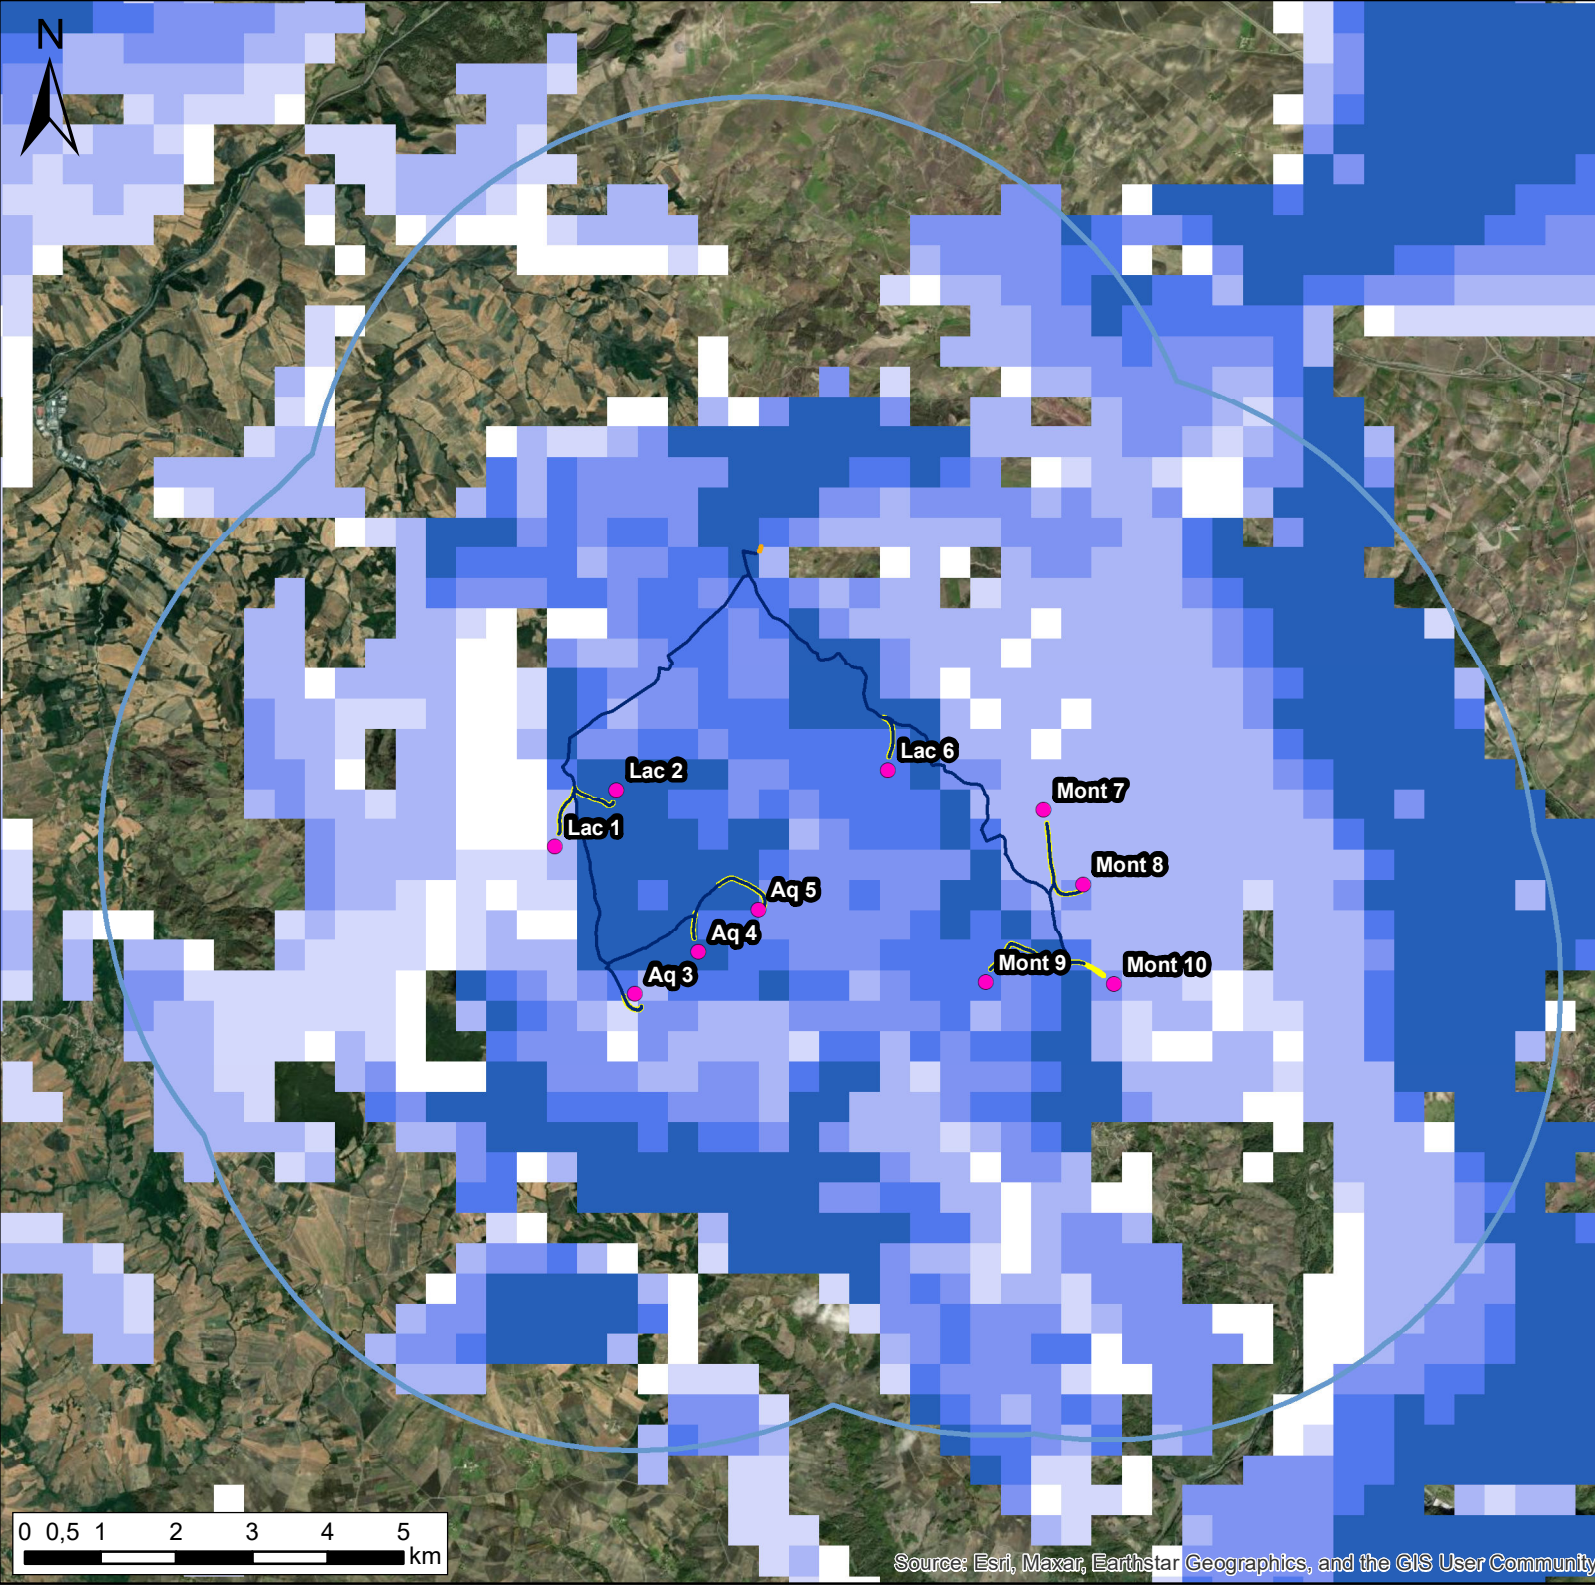 N
Lac 6
Lac 2
Mont 7
Lac 1
Mont 8
Aq 5
Aq 4
Mont 9
Mont 10
Aq 3
0 0,5 1 2 3 4 5
km
Source: Esri, Maxar, Earthstar Geographics, and the GIS User Community